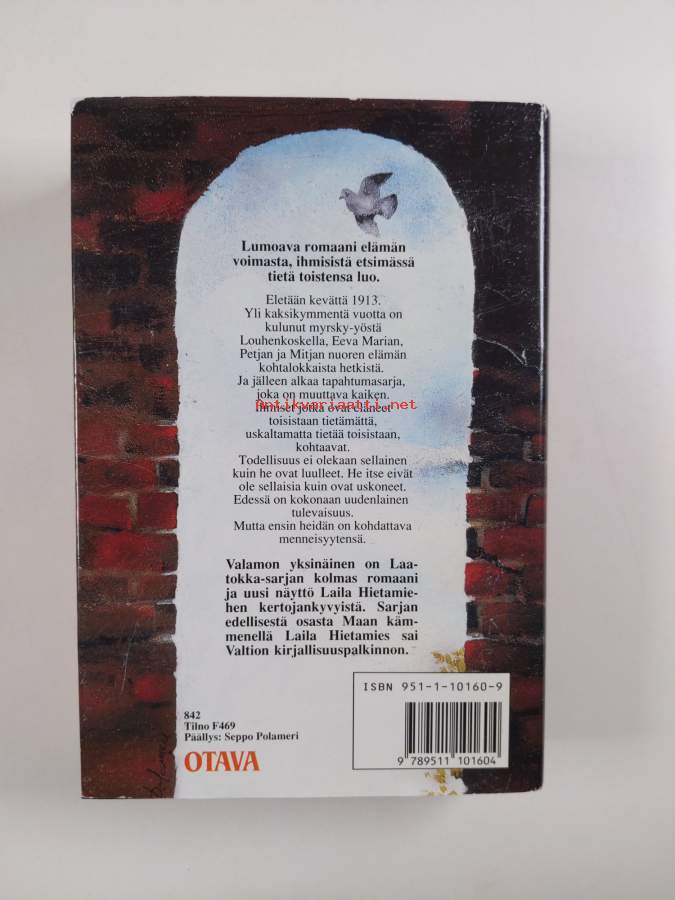 Lumoava romaani elämän
voimasta, ihmisistä etsimässä
tietä toistensa luo.
Eletään kevättä 1913.
Yli kaksikymmentä vuotta on
kulunut myrsky-yöstä
Louhenkoskella, Eeva Marian,
Petjan ja Mitjan nuoren elämän
kohtalokkaista hetkistä.
Ja jälleen alkaa tapahtumasarja,
joka on muuttava kaiken.
Antikvariaatti.net
Ihmiset jotka ovat eläneet
toisistaan tietämättä,
uskaltamatta tietää toisistaan,
kohtaavat.
Todellisuus ei olekaan sellainen
kuin he ovat luulleet. He itse eivät
ole sellaisia kuin ovat uskoneet.
Edessä on kokonaan uudenlainen
tulevaisuus.
Mutta ensin heidän on kohdattava
menneisyytensä.
Valamon yksinäinen on Laa-
tokka-sarjan kolmas romaani
ja uusi näyttö Laila Hietamie-
hen kertojankyvyistä. Sarjan
edellisestä osasta Maan käm-
menellä Laila Hietamies sai
Valtion kirjallisuuspalkinnon.
ISBN 951-1-10160-9
9 789511 101604
842
Tilno F469
Päällys: Seppo Polameri
OTAVA